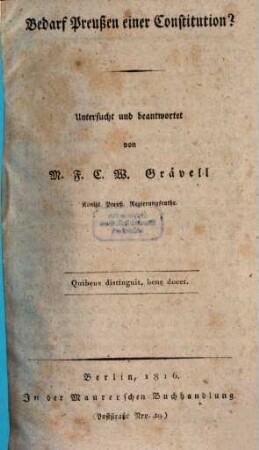 Bedarf Preußen einer Constitution?
Untersucht und beantwortet
von
M. F. C. W. Grävell
Königl. Preuß. Regierungsrathe.
Quibene distinguit, bene docet.
Berlin, 1816.
In der Maurerschen Buchhandlung
(Poststraße Nro. 29.)